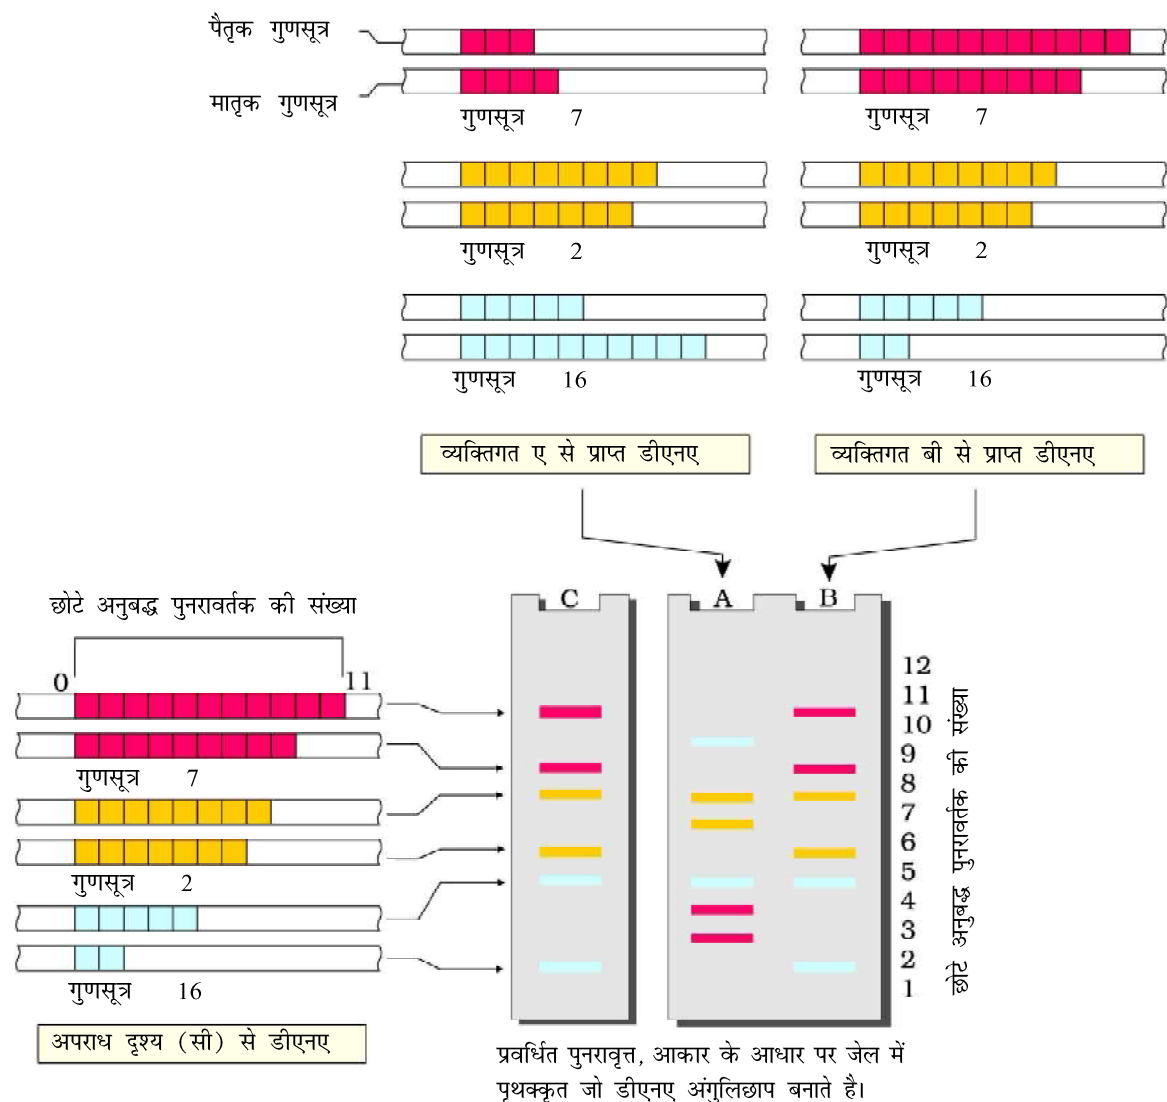 पैतृक गुणसूत्र
मातृक गुणसूत्र
गुणसूत्र 7
गुणसूत्र 7
गुणसूत्र 2
गुणसूत्र 2
गुणसूत्र 16
गुणसूत्र 16
व्यक्तिगत ए से प्राप्त डीएनए
व्यक्तिगत बी से प्राप्त डीएनए
छोटे अनुबद्ध पुनरावर्तक की संख्या
0 11
गुणसूत्र 7
गुणसूत्र 2
गुणसूत्र 16
अपराध दृश्य (सी) से डीएनए
C
A
B
12
11
10
9
8
7
6
5
4
3
2
1
छोटे अनुबद्ध पुनरावर्तक की संख्या
प्रवर्धित पुनरावृत्त, आकार के आधार पर जेल में
पृथक्कृत जो डीएनए अंगुलिछाप बनाते है।